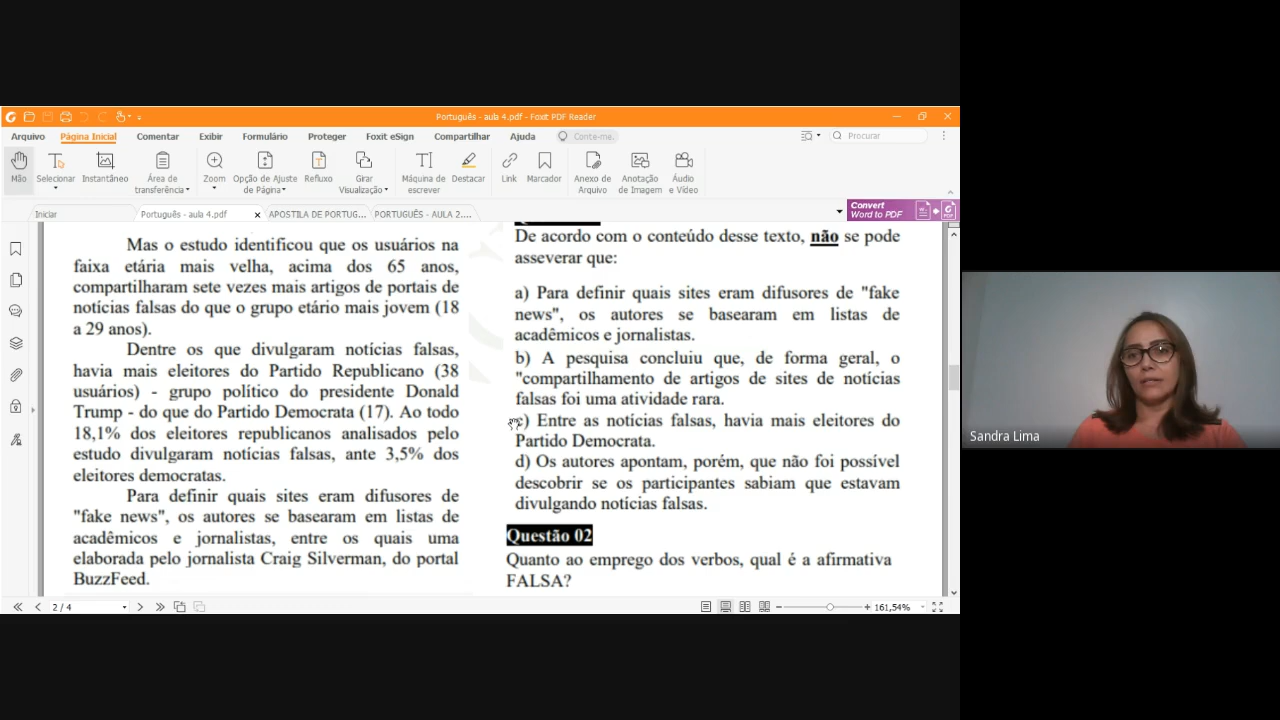 Português - aula 4.pdf - Foxit PDF Reader
Arquivo Página Inicial Comentar Exibir Formulário Proteger Foxit eSign Compartilhar Ajuda Conte-me. Procurar
Mão Selecionar Instantâneo Área de transferência Zoom Opção de Ajuste de Página Refluxo Girar Visualização Máquina de escrever Destacar Link Marcador Anexo de Arquivo Anotação de Imagem Áudio e Vídeo
Iniciar Português - aula 4.pdf APOSTILA DE PORTUG... PORTUGUÊS - AULA 2....
Convert
Word to PDF
Mas o estudo identificou que os usuários na
faixa etária mais velha, acima dos 65 anos,
compartilharam sete vezes mais artigos de portais de
notícias falsas do que o grupo etário mais jovem (18
a 29 anos).
Dentre os que divulgaram notícias falsas,
havia mais eleitores do Partido Republicano (38
usuários) - grupo político do presidente Donald
Trump - do que do Partido Democrata (17). Ao todo
18,1% dos eleitores republicanos analisados pelo
estudo divulgaram notícias falsas, ante 3,5% dos
eleitores democratas.
Para definir quais sites eram difusores de
"fake news", os autores se basearam em listas de
acadêmicos e jornalistas, entre os quais uma
elaborada pelo jornalista Craig Silverman, do portal
BuzzFeed.
De acordo com o conteúdo desse texto, não se pode
asseverar que:
a) Para definir quais sites eram difusores de "fake
news", os autores se basearam em listas de
acadêmicos e jornalistas.
b) A pesquisa concluiu que, de forma geral, o
"compartilhamento de artigos de sites de notícias
falsas foi uma atividade rara.
c) Entre as notícias falsas, havia mais eleitores do
Partido Democrata.
d) Os autores apontam, porém, que não foi possível
descobrir se os participantes sabiam que estavam
divulgando notícias falsas.
Questão 02
Quanto ao emprego dos verbos, qual é a afirmativa
FALSA?
2 / 4
161,54%
Sandra Lima